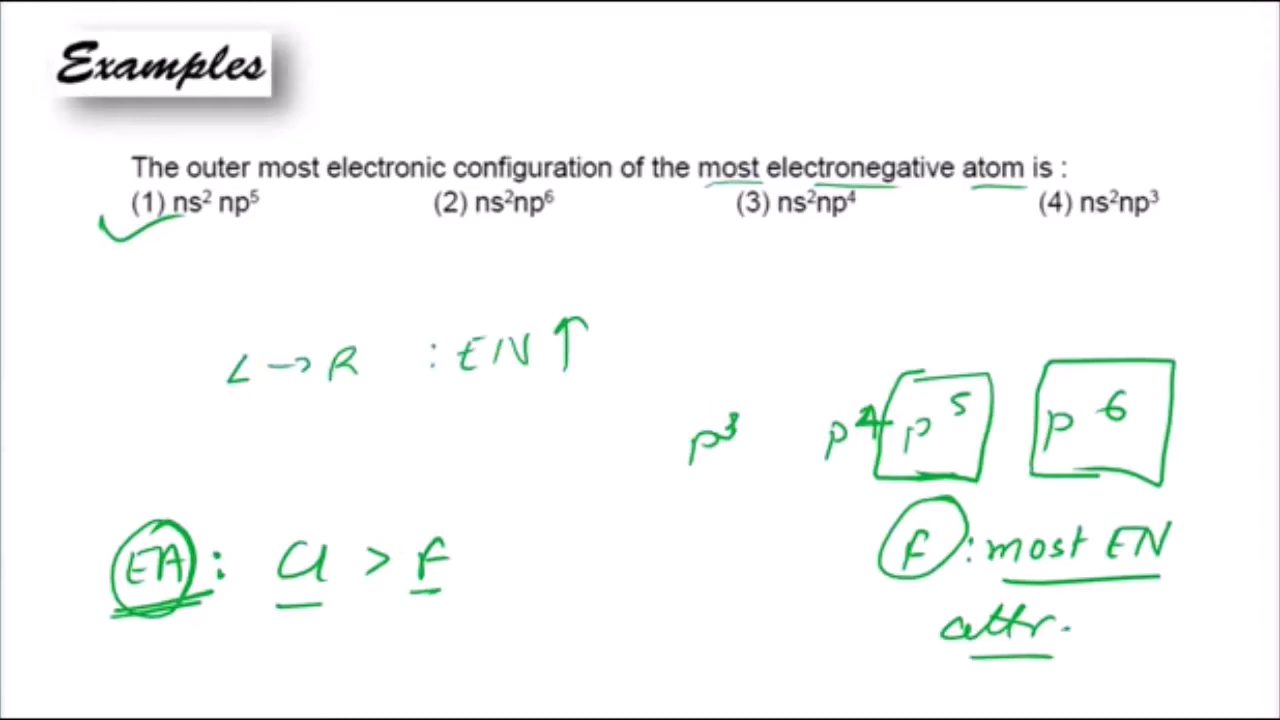 Examples
The outer most electronic configuration of the most electronegative atom is :
(1) ns² np⁵ (2) ns²np⁶ (3) ns²np⁴ (4) ns²np³
L → R : EN ↑
p³ p⁴ p⁵ p⁶
EA : Cl > F
F : most EN
attr.